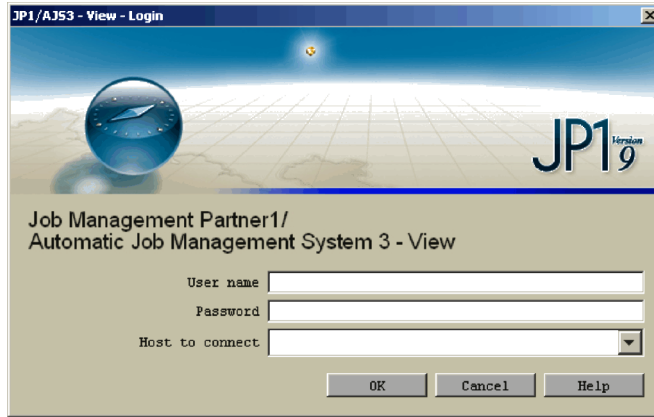 JP1/AJS3 - View - Login
JP1 Version 9
Job Management Partner1/
Automatic Job Management System 3 - View
User name
Password
Host to connect
OK Cancel Help